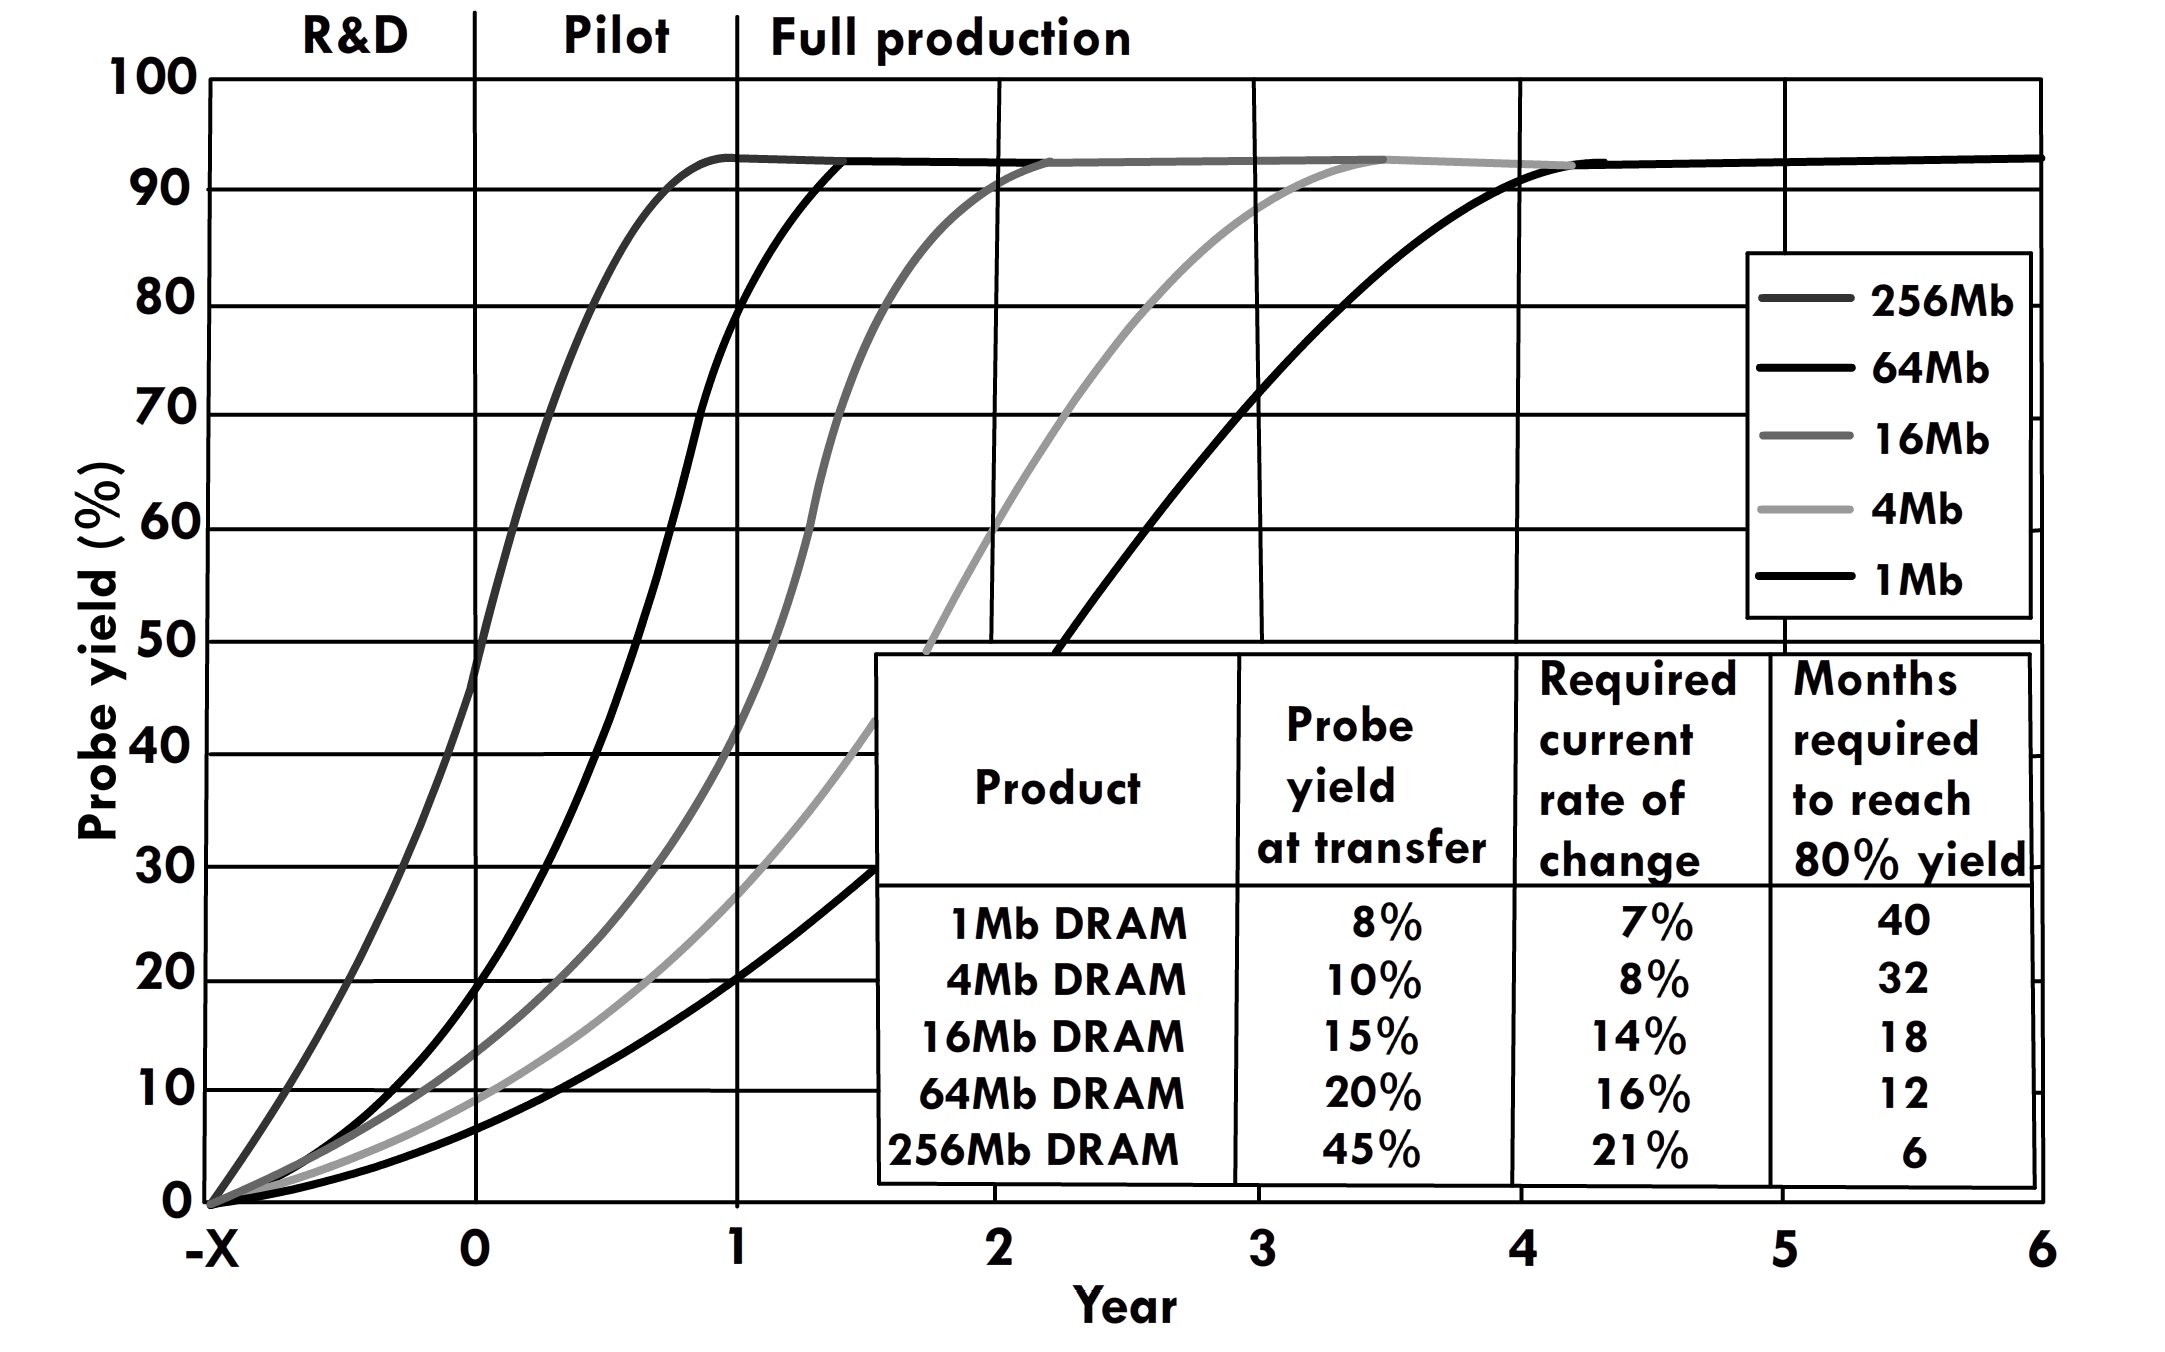 R&D Pilot Full production
100
90
80
70
60
50
40
30
20
10
0
Probe yield (%)
256Mb
64Mb
16Mb
4Mb
1Mb
Product
Probe
yield
at transfer
Required
current
rate of
change
Months
required
to reach
80% yield
1Mb DRAM 8% 7% 40
4Mb DRAM 10% 8% 32
16Mb DRAM 15% 14% 18
64Mb DRAM 20% 16% 12
256Mb DRAM 45% 21% 6
-X 0 1 2 3 4 5 6
Year